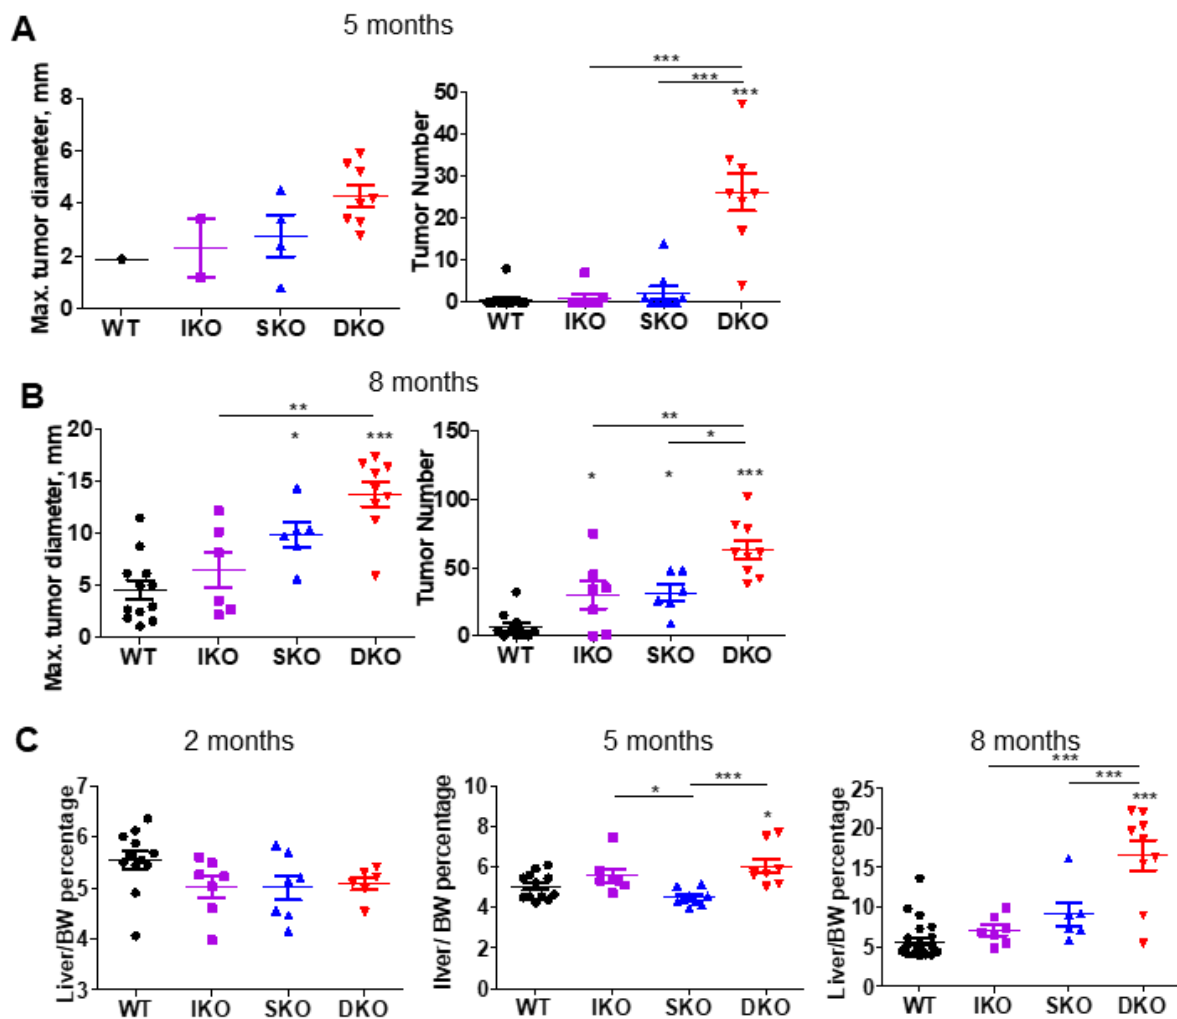 A
5 months
Max. tumor diameter, mm
8
6
4
2
0
WT IKO SKO DKO
Tumor Number
50
40
30
20
10
0
***
***
***
WT IKO SKO DKO
B
8 months
Max. tumor diameter, mm
20
15
10
5
0
**
*
***
WT IKO SKO DKO
Tumor Number
150
100
50
0
**
*
*
*
***
WT IKO SKO DKO
C
2 months
Liver/BW percentage
7
6
5
4
3
WT IKO SKO DKO
5 months
lIver/ BW percentage
10
8
6
4
2
0
*
***
*
WT IKO SKO DKO
8 months
Liver/BW percentage
25
20
15
10
5
0
***
***
***
WT IKO SKO DKO